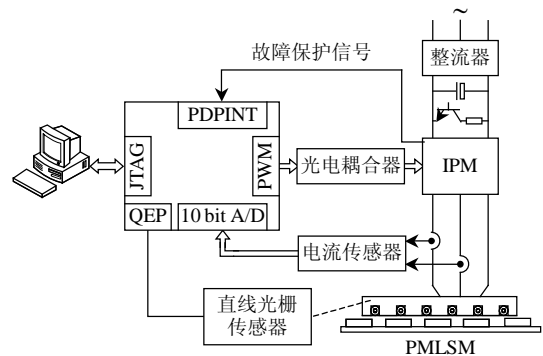 ~
整流器
故障保护信号
PDPINT
JTAG
PWM
光电耦合器
IPM
QEP
10 bit A/D
电流传感器
直线光栅
传感器
PMLSM